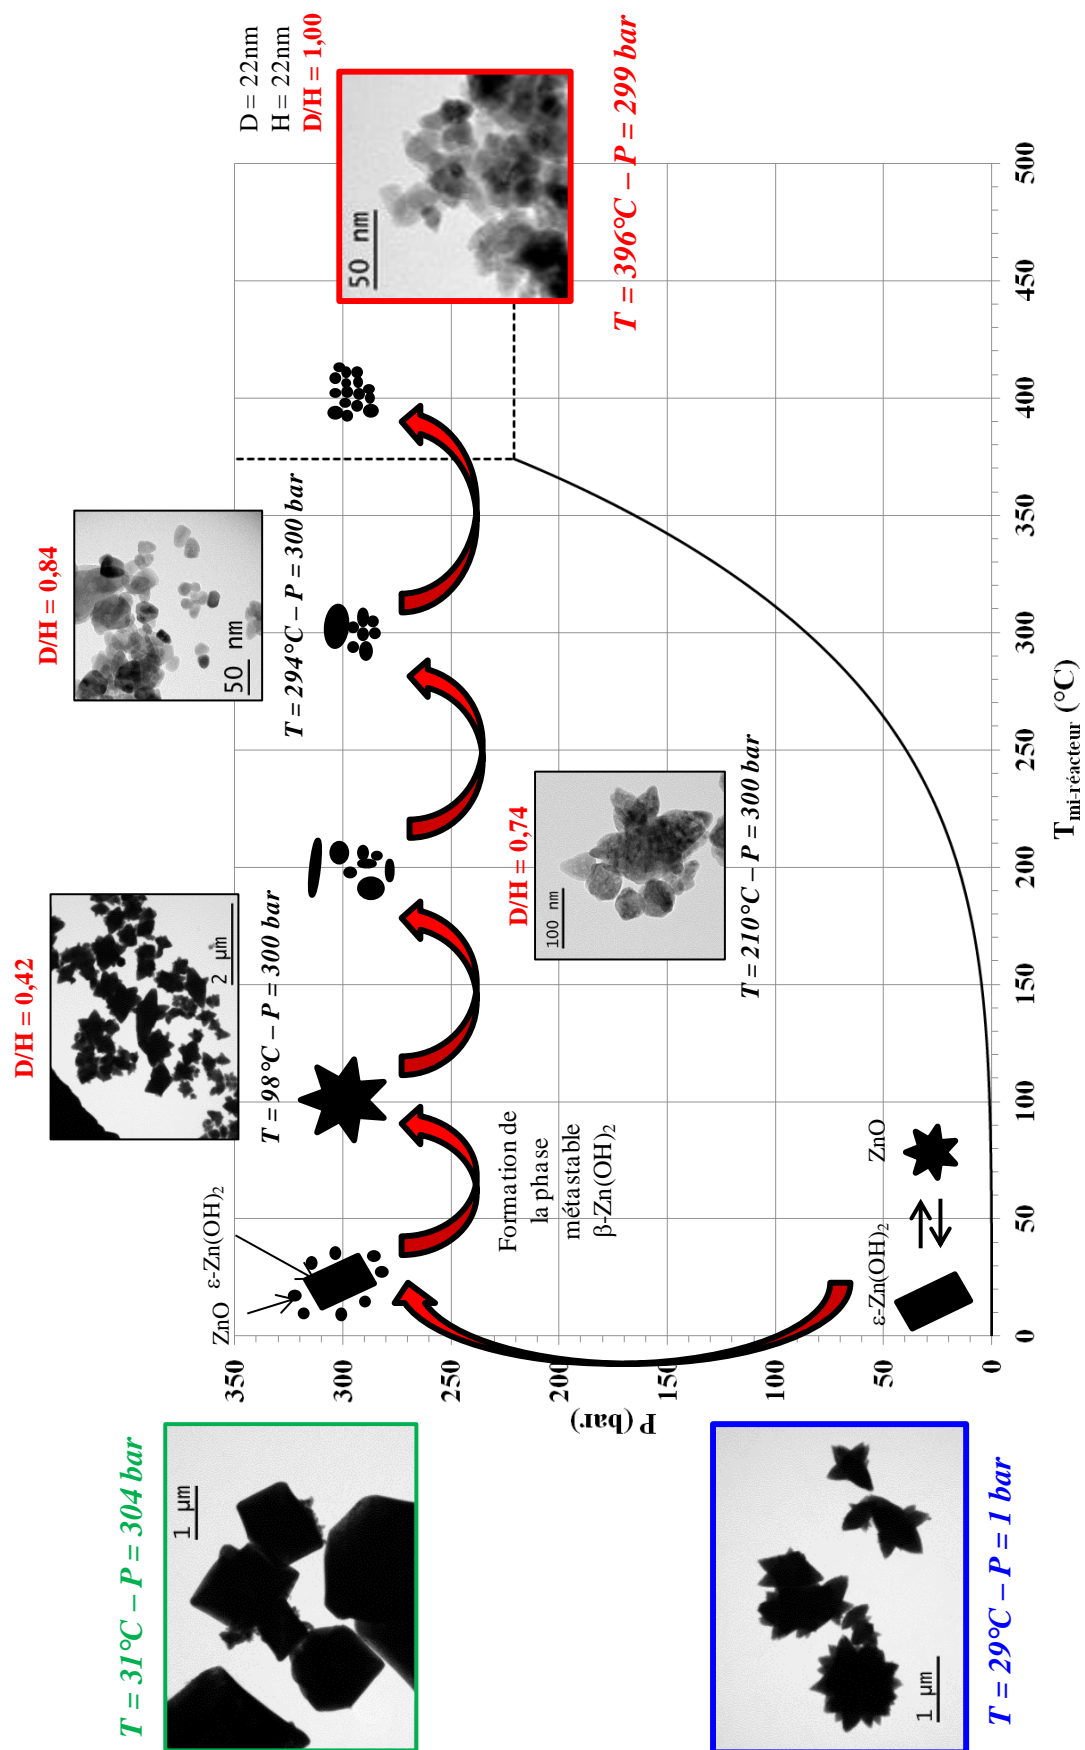 T = 31°C – P = 304 bar
1 µm
T = 29°C – P = 1 bar
1 µm
D/H = 0,42
2 µm
T = 98°C – P = 300 bar
D/H = 0,84
50 nm
T = 294°C – P = 300 bar
D = 22nm
H = 22nm
D/H = 1,00
50 nm
T = 396°C – P = 299 bar
D/H = 0,74
100 nm
T = 210°C – P = 300 bar
ZnO
ε-Zn(OH)2
Formation de
la phase
métastable
β-Zn(OH)2
ε-Zn(OH)2
ZnO
P (bar)
350
300
250
200
150
100
50
0
0
50
100
150
200
250
300
350
400
450
500
Tmi-réacteur (°C)